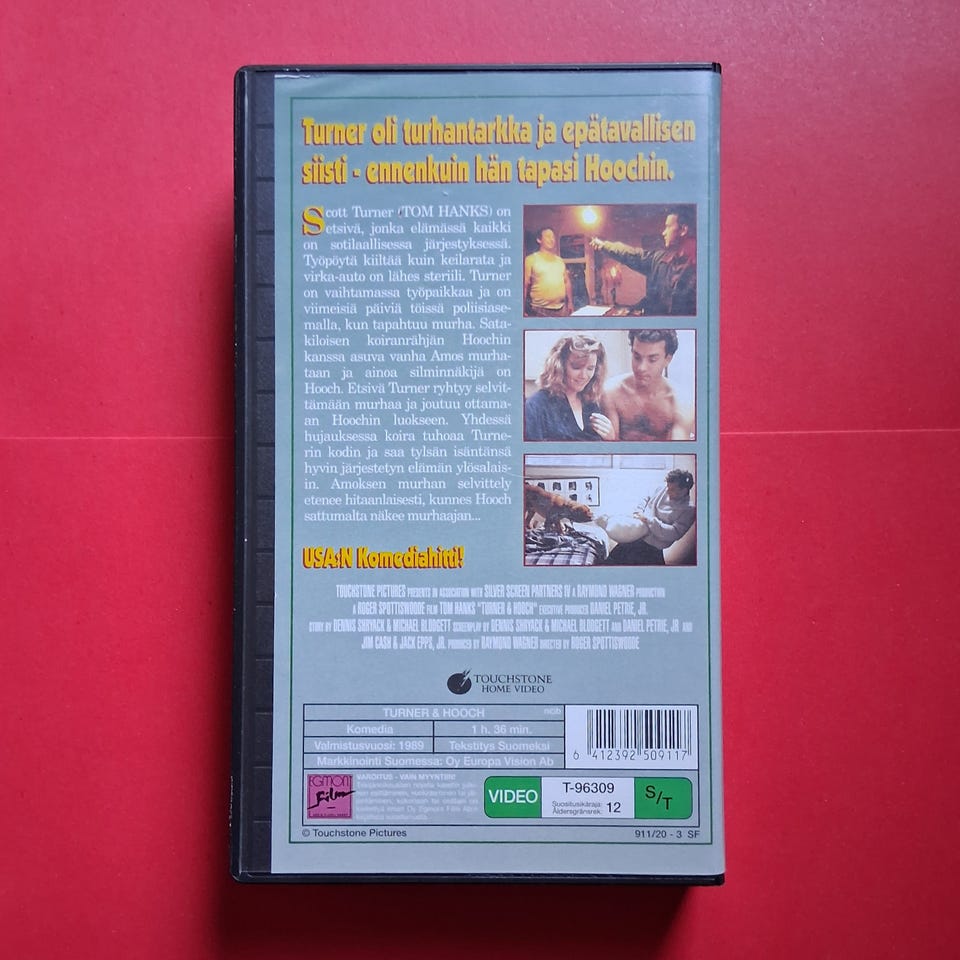 Turner oli turhantarkka ja epätavallisen
siisti - ennenkuin hän tapasi Hoochin.
Scott Turner (TOM HANKS) on
etsivä, jonka elämässä kaikki
on sotilaallisessa järjestyksessä.
Työpöytä kiiltää kuin keilarata ja
virka-auto on lähes steriili. Turner
on vaihtamassa työpaikkaa ja on
viimeisiä päiviä töissä poliisiase-
malla, kun tapahtuu murha. Sata-
kiloisen koiranrähjän Hoochin
kanssa asuva vanha Amos murha-
taan ja ainoa silminnäkijä on
Hooch. Etsivä Turner ryhtyy selvit-
tämään murhaa ja joutuu ottama-
an Hoochin luokseen. Yhdessä
hujauksessa koira tuhoaa Turne-
rin kodin ja saa tylsän isäntänsä
hyvin järjestetyn elämän ylösalais-
in. Amoksen murhan selvittely
etenee hitaanlaisesti, kunnes Hooch
sattumalta näkee murhaajan...
USA:N Komediahitti!
TOUCHSTONE PICTURES PRESENTS IN ASSOCIATION WITH SILVER SCREEN PARTNERS IV A RAYMOND WAGNER PRODUCTION
A ROGER SPOTTISWOODE FILM TOM HANKS "TURNER & HOOCH" EXECUTIVE PRODUCER DANIEL PETRIE, JR.
STORY BY DENNIS SHRYACK & MICHAEL BLODGETT SCREENPLAY BY DENNIS SHRYACK & MICHAEL BLODGETT AND DANIEL PETRIE, JR AND
JIM CASH & JACK EPPS, JR. PRODUCED BY RAYMOND WAGNER DIRECTED BY ROGER SPOTTISWOODE
TOUCHSTONE
HOME VIDEO
TURNER & HOOCH ncb
Komedia 1 h. 36 min.
Valmistusvuosi: 1989 Tekstitys Suomeksi
Markkinointi Suomessa: Oy Europa Vision Ab
6 412392 509117
EGMONT
Film
VAROITUS - VAIN MYYNTIIN!
VIDEO
T-96309
Suositusikäraja:
Åldersgränsrek. 12
S/T
© Touchstone Pictures
911/20 - 3 SF